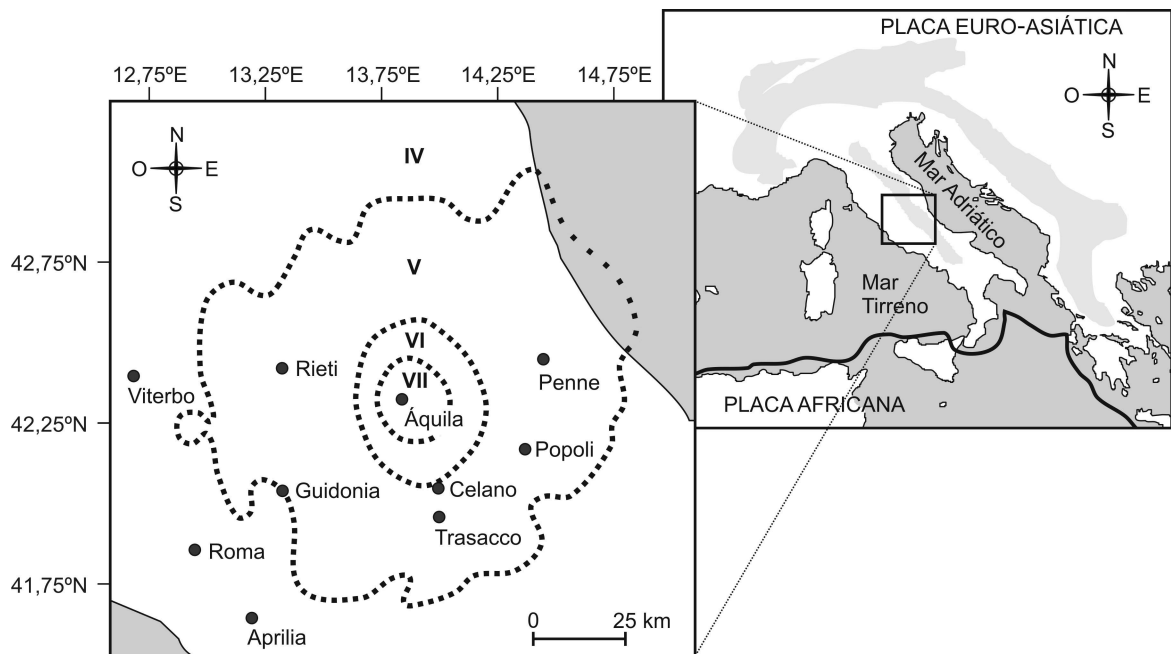 12,75ºE
13,25ºE
13,75ºE
14,25ºE
14,75ºE
42,75ºN
42,25ºN
41,75ºN
N
O
E
S
IV
V
VI
VII
Rieti
Viterbo
Áquila
Penne
Popoli
Guidonia
Celano
Trasacco
Roma
Aprilia
0
25 km
PLACA EURO-ASIÁTICA
N
O
E
S
Mar Adriático
Mar
Tirreno
PLACA AFRICANA